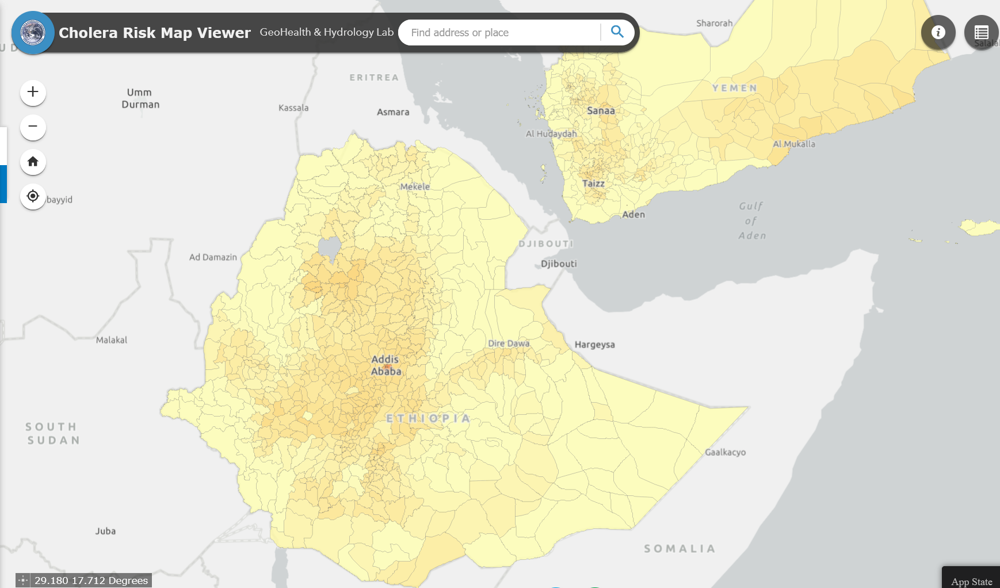 Cholera Risk Map Viewer GeoHealth & Hydrology Lab Find address or place
Sharorah
Salalah
ERITREA
YEMEN
Umm
Durman
Kassala
Asmara
Sanaa
Al Hudaydah
Al Mukalla
Mekele
Taizz
bayyid
Gulf
of
Aden
Aden
DJIBOUTI
Ad Damazin
Djibouti
Malakal
Dire Dawa
Hargeysa
Addis
Ababa
ETHIOPIA
SOUTH
SUDAN
Gaalkacyo
Juba
SOMALIA
29.180 17.712 Degrees
App State